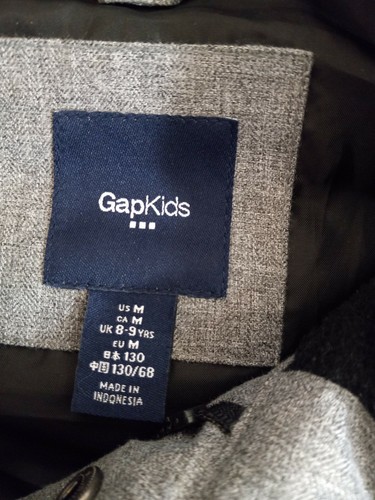 GapKids
US M
CA M
UK 8-9 YRS
EU M
日本 130
中国 130/68
MADE IN
INDONESIA